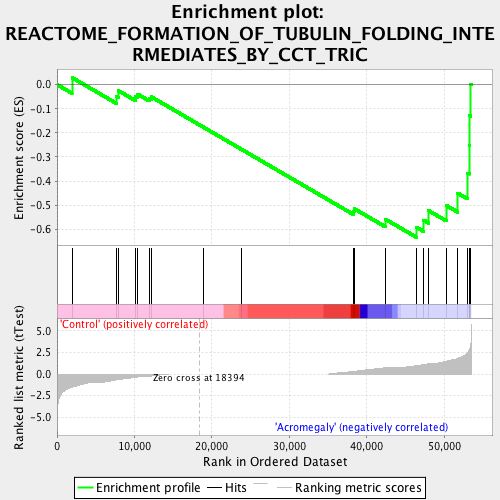 Enrichment plot:
REACTOME_FORMATION_OF_TUBULIN_FOLDING_INTE
RMEDIATES_BY_CCT_TRIC
Enrichment score (ES)
0.0
-0.1
-0.2
-0.3
-0.4
-0.5
-0.6
Ranked list metric (tTest)
5.0
2.5
0.0
-2.5
-5.0
'Control' (positively correlated)
Zero cross at 18394
'Acromegaly' (negatively correlated)
0
10,000
20,000
30,000
40,000
50,000
Rank in Ordered Dataset
Enrichment profile
Hits
Ranking metric scores